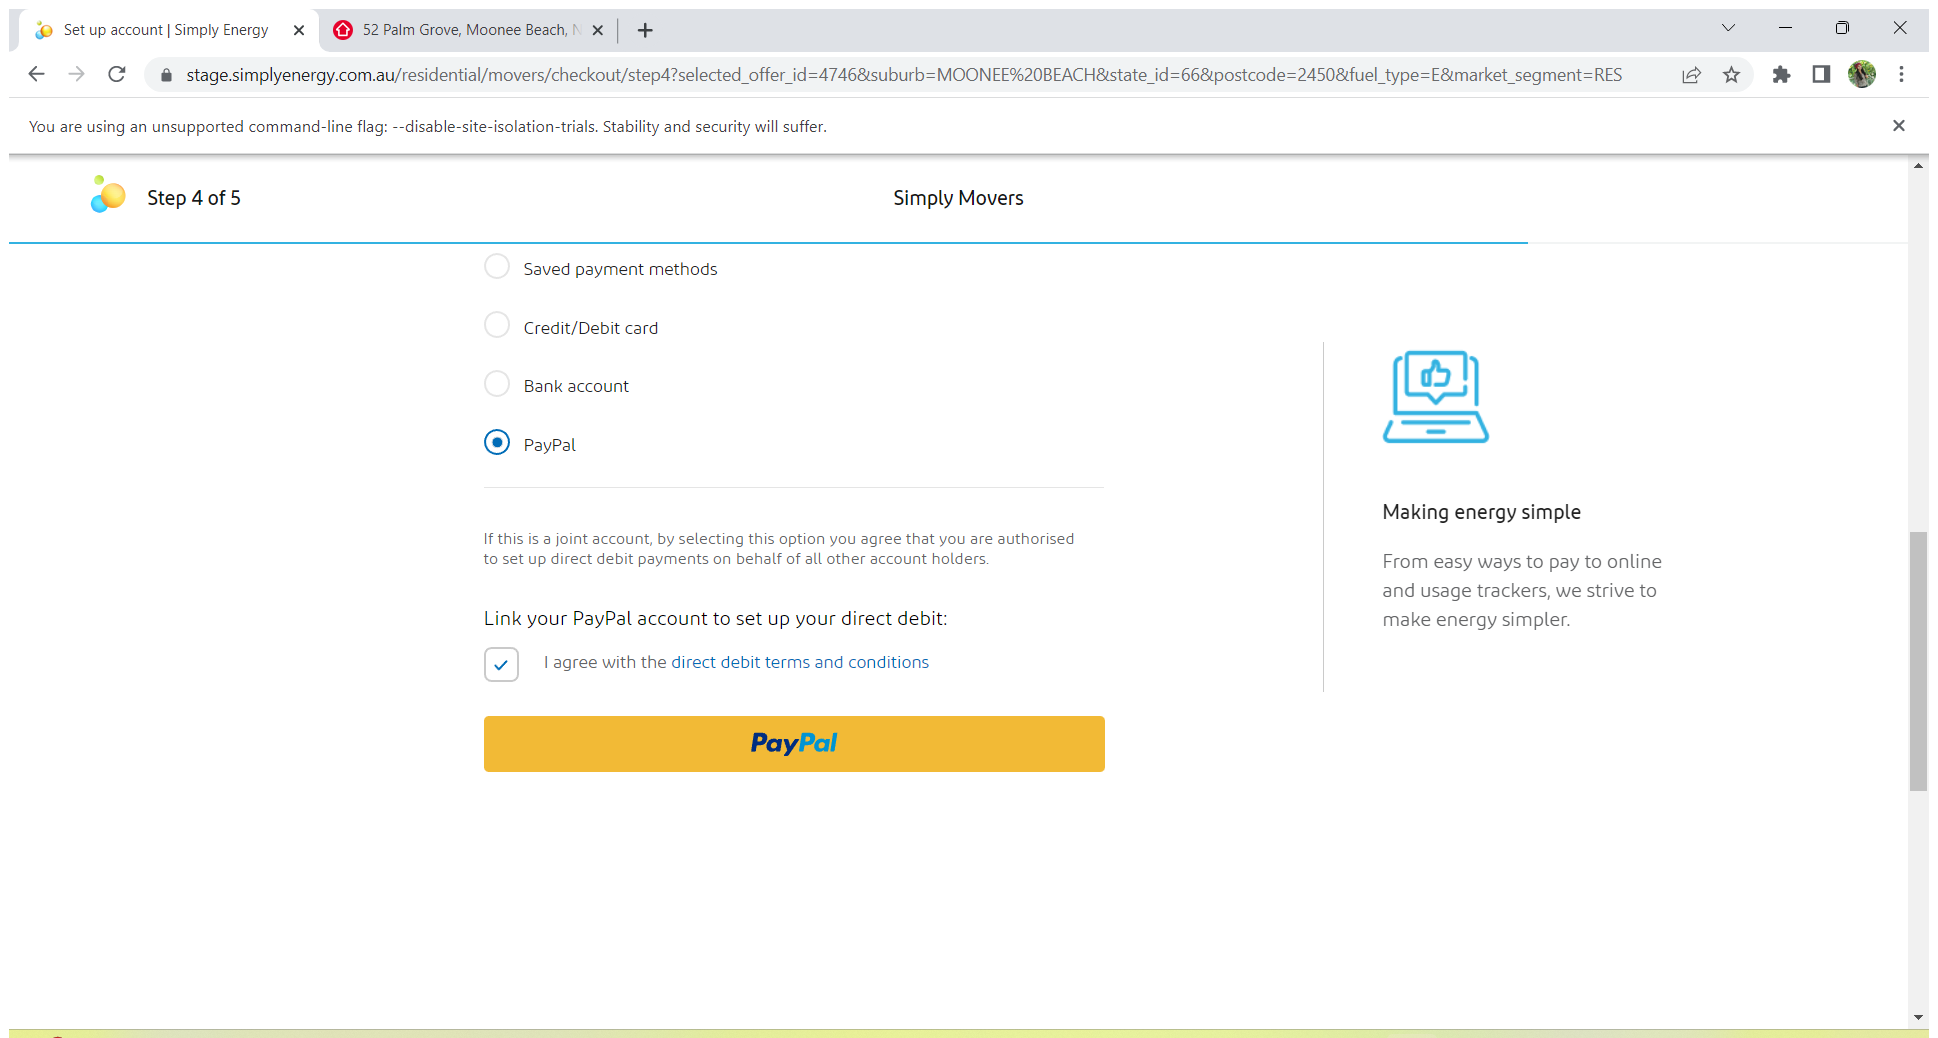 Set up account | Simply Energy
52 Palm Grove, Moonee Beach, N
stage.simplyenergy.com.au/residential/movers/checkout/step4?selected_offer_id=4746&suburb=MOONEE%20BEACH&state_id=66&postcode=2450&fuel_type=E&market_segment=RES
You are using an unsupported command-line flag: --disable-site-isolation-trials. Stability and security will suffer.
Step 4 of 5
Simply Movers
Saved payment methods
Credit/Debit card
Bank account
PayPal
If this is a joint account, by selecting this option you agree that you are authorised
to set up direct debit payments on behalf of all other account holders.
Link your PayPal account to set up your direct debit:
I agree with the direct debit terms and conditions
PayPal
Making energy simple
From easy ways to pay to online
and usage trackers, we strive to
make energy simpler.